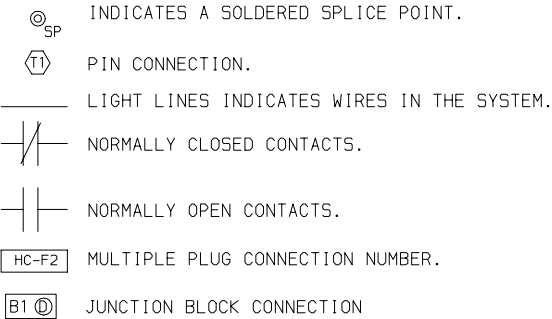 INDICATES A SOLDERED SPLICE POINT.
SP
T1 PIN CONNECTION.
LIGHT LINES INDICATES WIRES IN THE SYSTEM.
NORMALLY CLOSED CONTACTS.
NORMALLY OPEN CONTACTS.
HC-F2 MULTIPLE PLUG CONNECTION NUMBER.
B1 D JUNCTION BLOCK CONNECTION